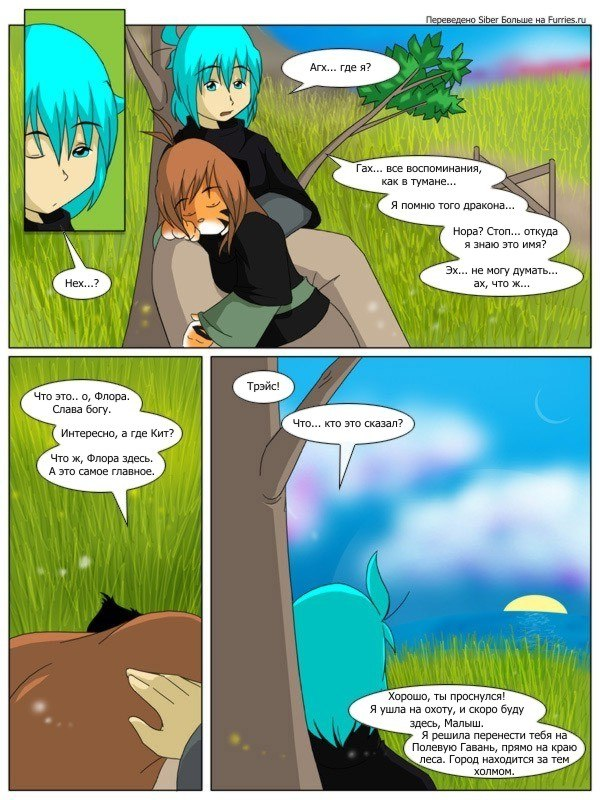 Переведено Siber Больше на Furries.ru
Агх... где я?
Нех...?
Гах... все воспоминания,
как в тумане...
Я помню того дракона...
Нора? Стоп... откуда
я знаю это имя?
Эх... не могу думать...
ах, что ж...
Что это.. о, Флора.
Слава богу.
Интересно, а где Кит?
Что ж, Флора здесь.
А это самое главное.
Трэйс!
Что... кто это сказал?
Хорошо, ты проснулся!
Я ушла на охоту, и скоро буду
здесь, Малыш.
Я решила перенести тебя на
Полевую Гавань, прямо на краю
леса. Город находится за тем
холмом.